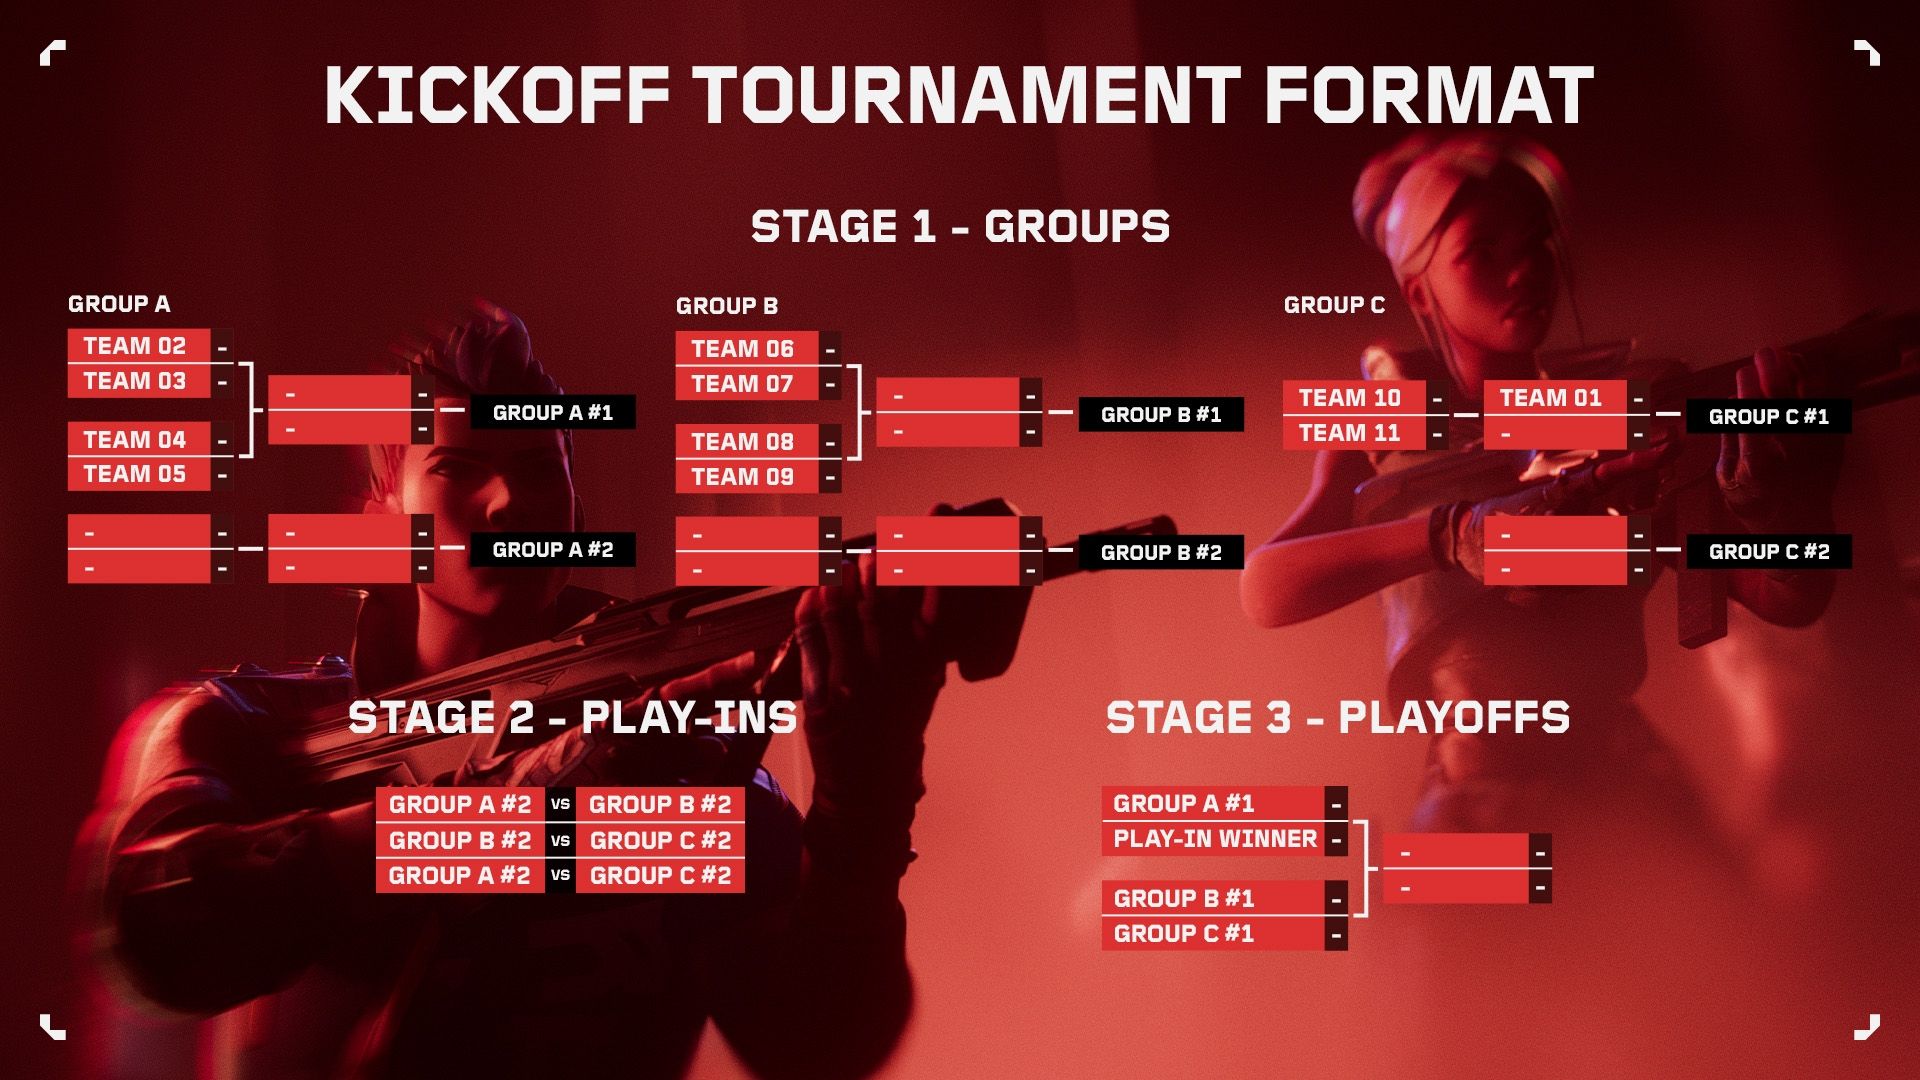 KICKOFF TOURNAMENT FORMAT
STAGE 1 - GROUPS
GROUP A
TEAM 02 -
TEAM 03 -
TEAM 04 -
TEAM 05 -
- -
- -
GROUP A #1
- -
- -
- -
- -
GROUP A #2
GROUP B
TEAM 06 -
TEAM 07 -
TEAM 08 -
TEAM 09 -
- -
- -
GROUP B #1
- -
- -
- -
- -
GROUP B #2
GROUP C
TEAM 10 -
TEAM 11 -
TEAM 01 -
- -
GROUP C #1
- -
- -
GROUP C #2
STAGE 2 - PLAY-INS
GROUP A #2 VS GROUP B #2
GROUP B #2 VS GROUP C #2
GROUP A #2 VS GROUP C #2
STAGE 3 - PLAYOFFS
GROUP A #1 -
PLAY-IN WINNER -
GROUP B #1 -
GROUP C #1 -
- -
- -